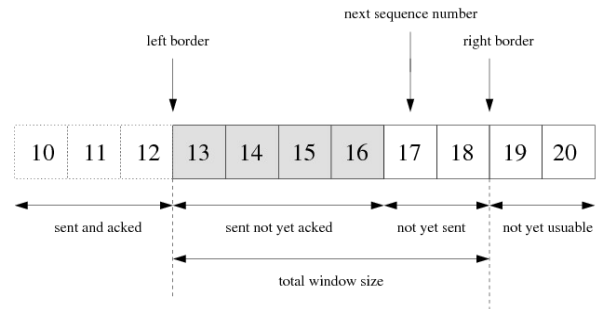 next sequence number
left border
right border
10 11 12 13 14 15 16 17 18 19 20
sent and acked
sent not yet acked
not yet sent
not yet usuable
total window size